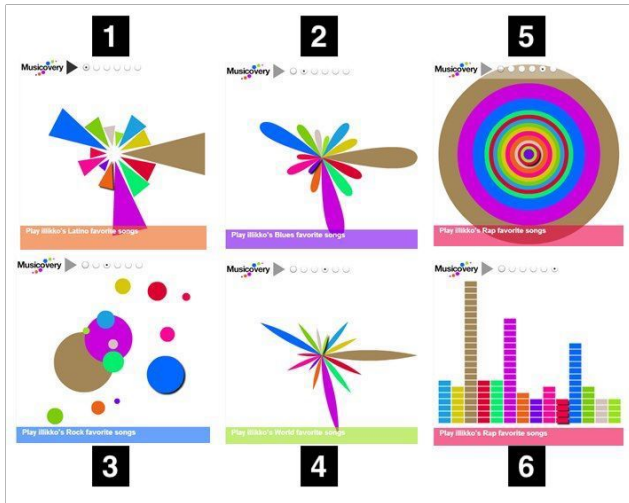 1
2
5
Musicovery
Musicovery
Musicovery
Play illikko's Latino favorite songs
Play illikko's Blues favorite songs
Play illikko's Rap favorite songs
Musicovery
Musicovery
Musicovery
Play illikko's Rock favorite songs
Play illikko's World favorite songs
Play illikko's Rap favorite songs
3
4
6